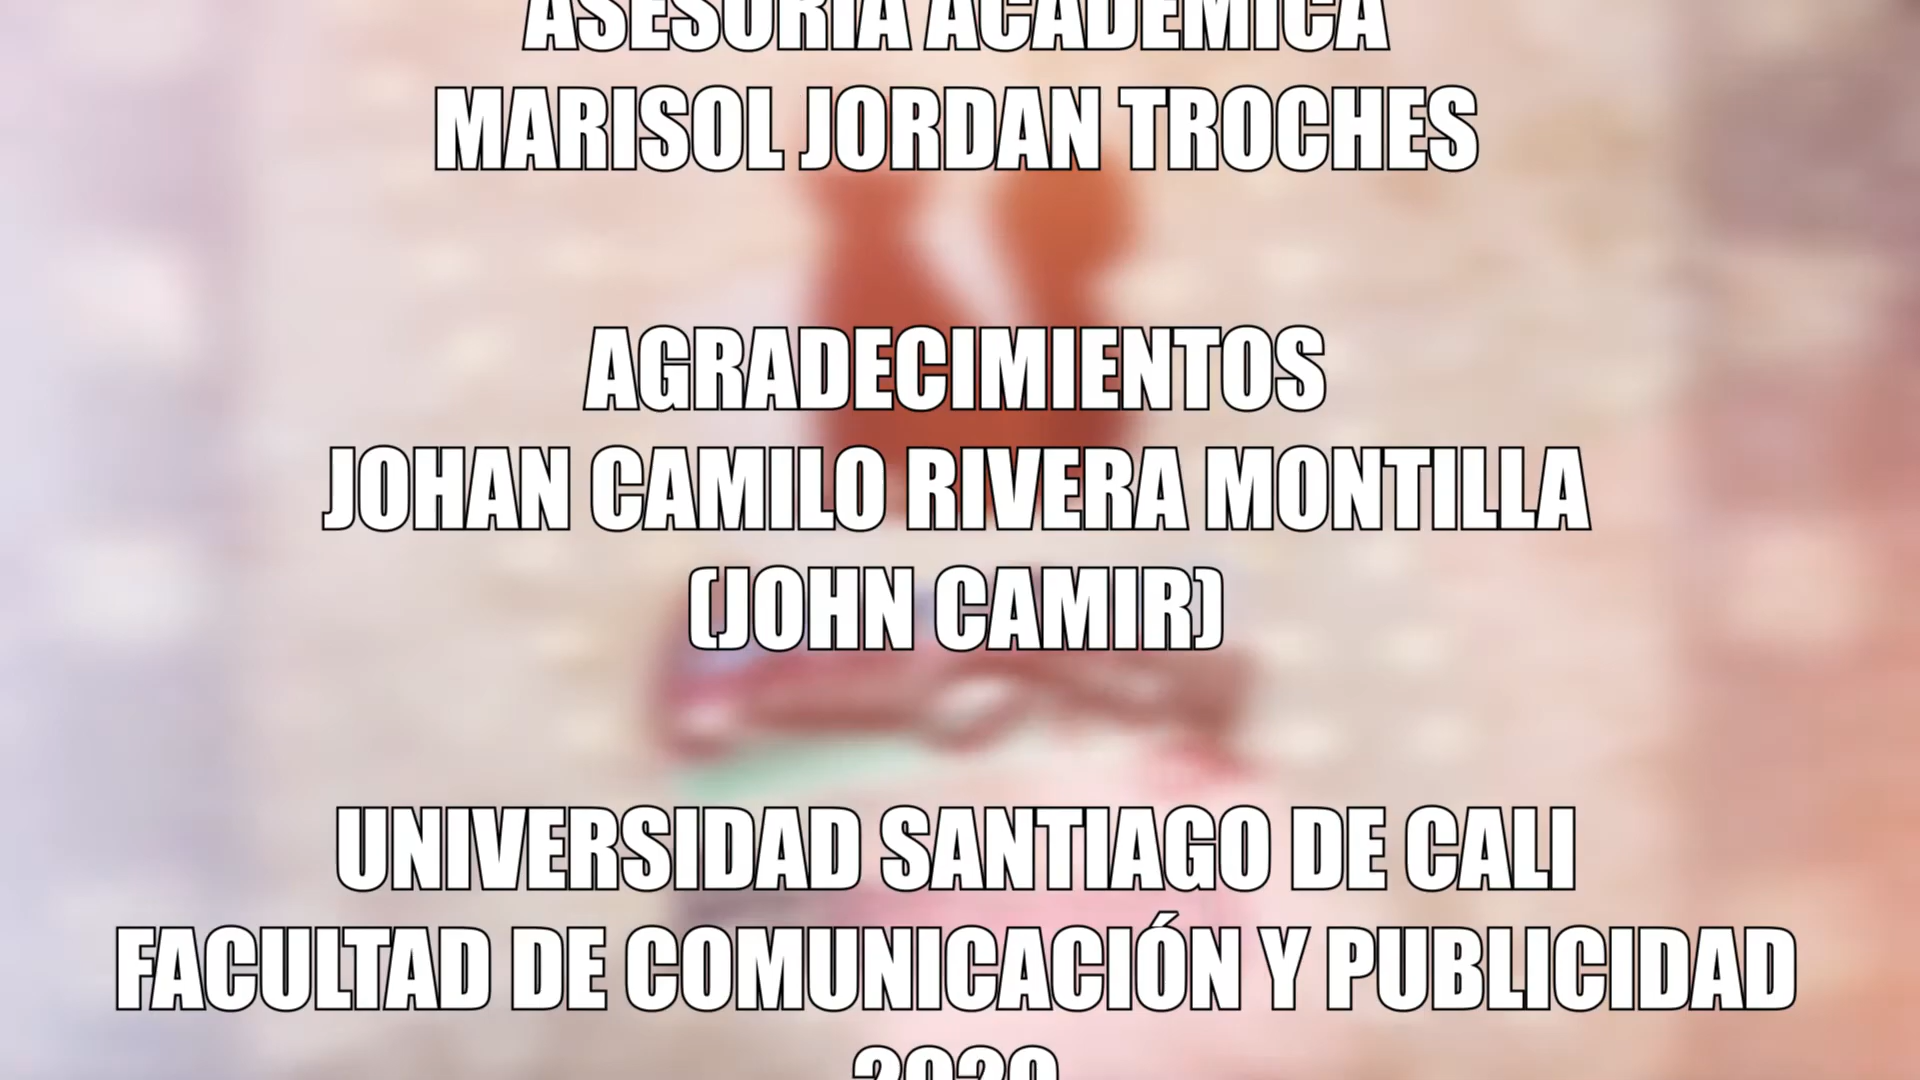 ASESORIA ACADEMICA
MARISOL JORDAN TROCHES
AGRADECIMIENTOS
JOHAN CAMILO RIVERA MONTILLA
(JOHN CAMIR)
UNIVERSIDAD SANTIAGO DE CALI
FACULTAD DE COMUNICACIÓN Y PUBLICIDAD